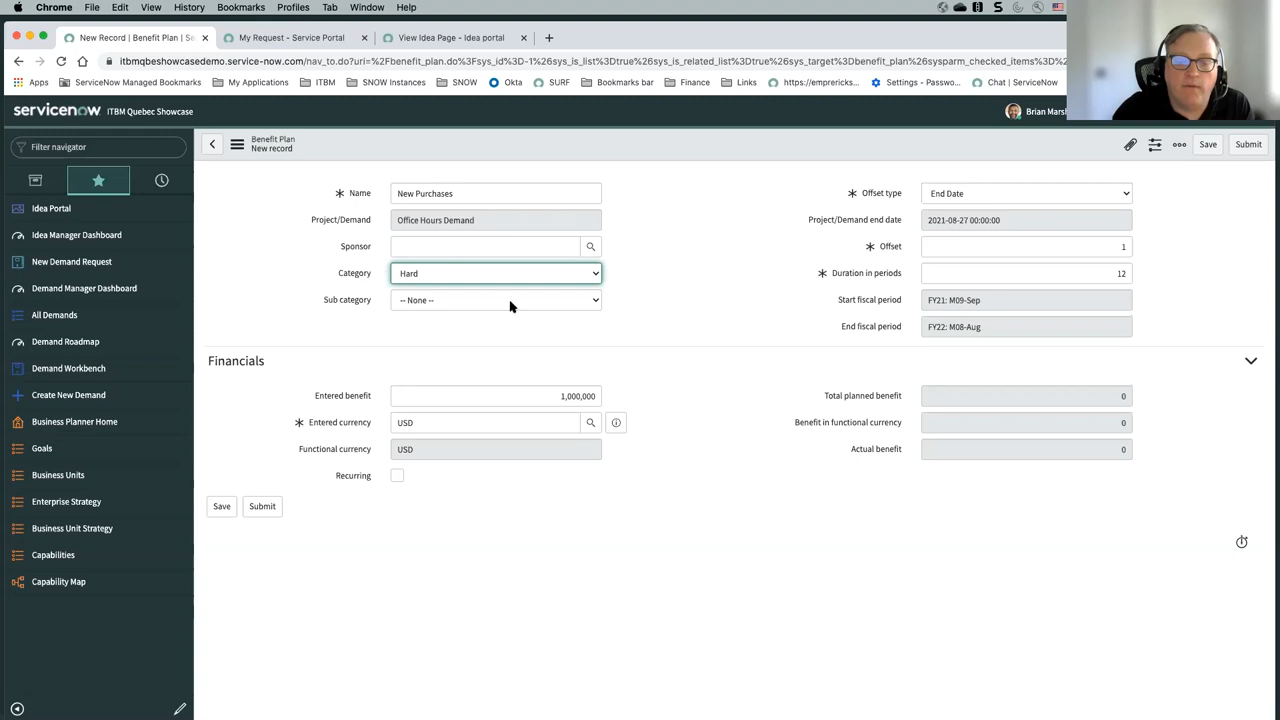 Chrome File Edit View History Bookmarks Profiles Tab Window Help
New Record | Benefit Plan | S
My Request - Service Portal
View Idea Page - Idea portal
itbmqbeshowcasedemo.service-now.com/nav_to.do?uri=%2Fbenefit_plan.do%3Fsys_id%3D-1%26sys_is_list%3Dtrue%26sys_is_related_list%3Dtrue%26sys_target%3Dbenefit_plan%26sysparm_checked_items%3D%
Apps ServiceNow Managed Bookmarks My Applications ITBM SNOW Instances SNOW Okta SURF Bookmarks bar Finance Links https://emprericks... Settings - Passwo... Chat | ServiceNow
servicenow ITBM Quebec Showcase
Brian Mars
Filter navigator
Idea Portal
Idea Manager Dashboard
New Demand Request
Demand Manager Dashboard
All Demands
Demand Roadmap
Demand Workbench
Create New Demand
Business Planner Home
Goals
Business Units
Enterprise Strategy
Business Unit Strategy
Capabilities
Capability Map
Benefit Plan
New record
Save Submit
Name New Purchases
Project/Demand Office Hours Demand
Sponsor
Category Hard
Sub category -- None --
Offset type End Date
Project/Demand end date 2021-08-27 00:00:00
Offset 1
Duration in periods 12
Start fiscal period FY21: M09-Sep
End fiscal period FY22: M08-Aug
Financials
Entered benefit 1,000,000
Entered currency USD
Functional currency USD
Recurring
Total planned benefit 0
Benefit in functional currency 0
Actual benefit 0
Save Submit